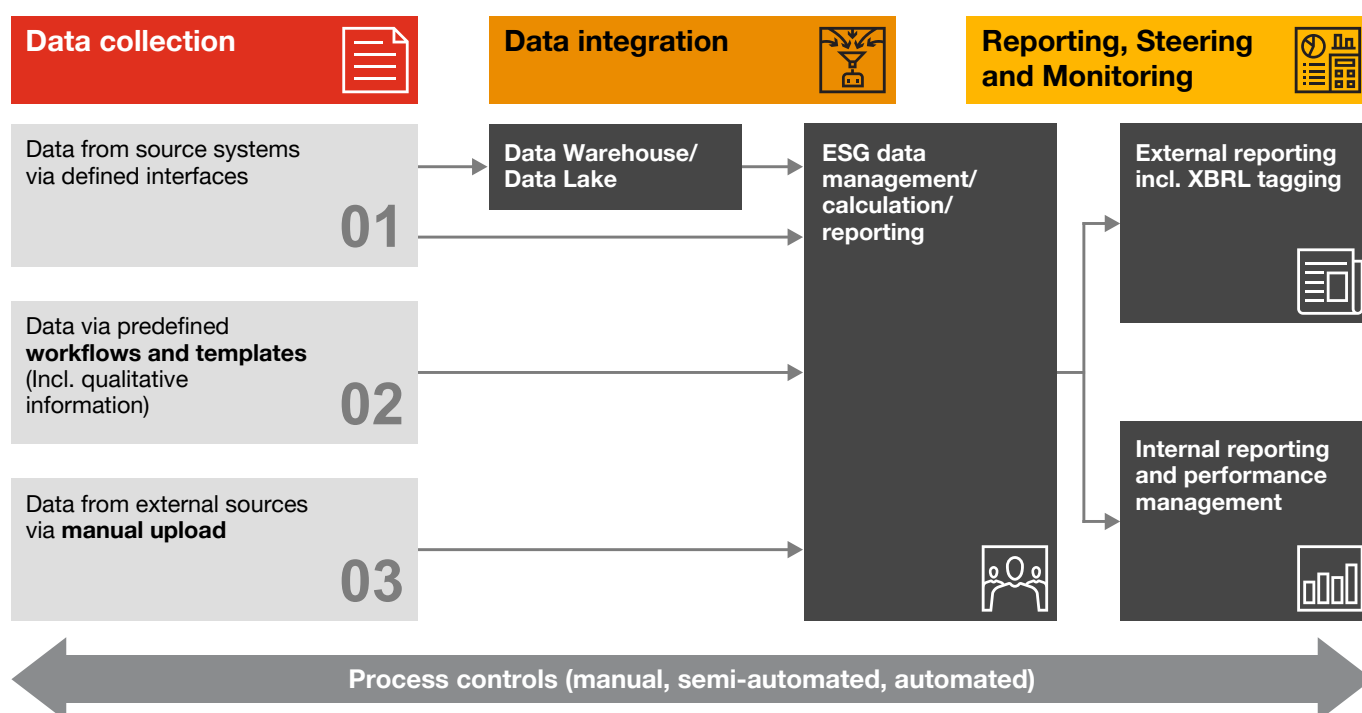 Data collection
Data integration
Reporting, Steering
and Monitoring
Data from source systems
via defined interfaces
01
Data Warehouse/
Data Lake
ESG data
management/
calculation/
reporting
External reporting
incl. XBRL tagging
Data via predefined
workflows and templates
(Incl. qualitative
information)
02
Internal reporting
and performance
management
Data from external sources
via manual upload
03
Process controls (manual, semi-automated, automated)